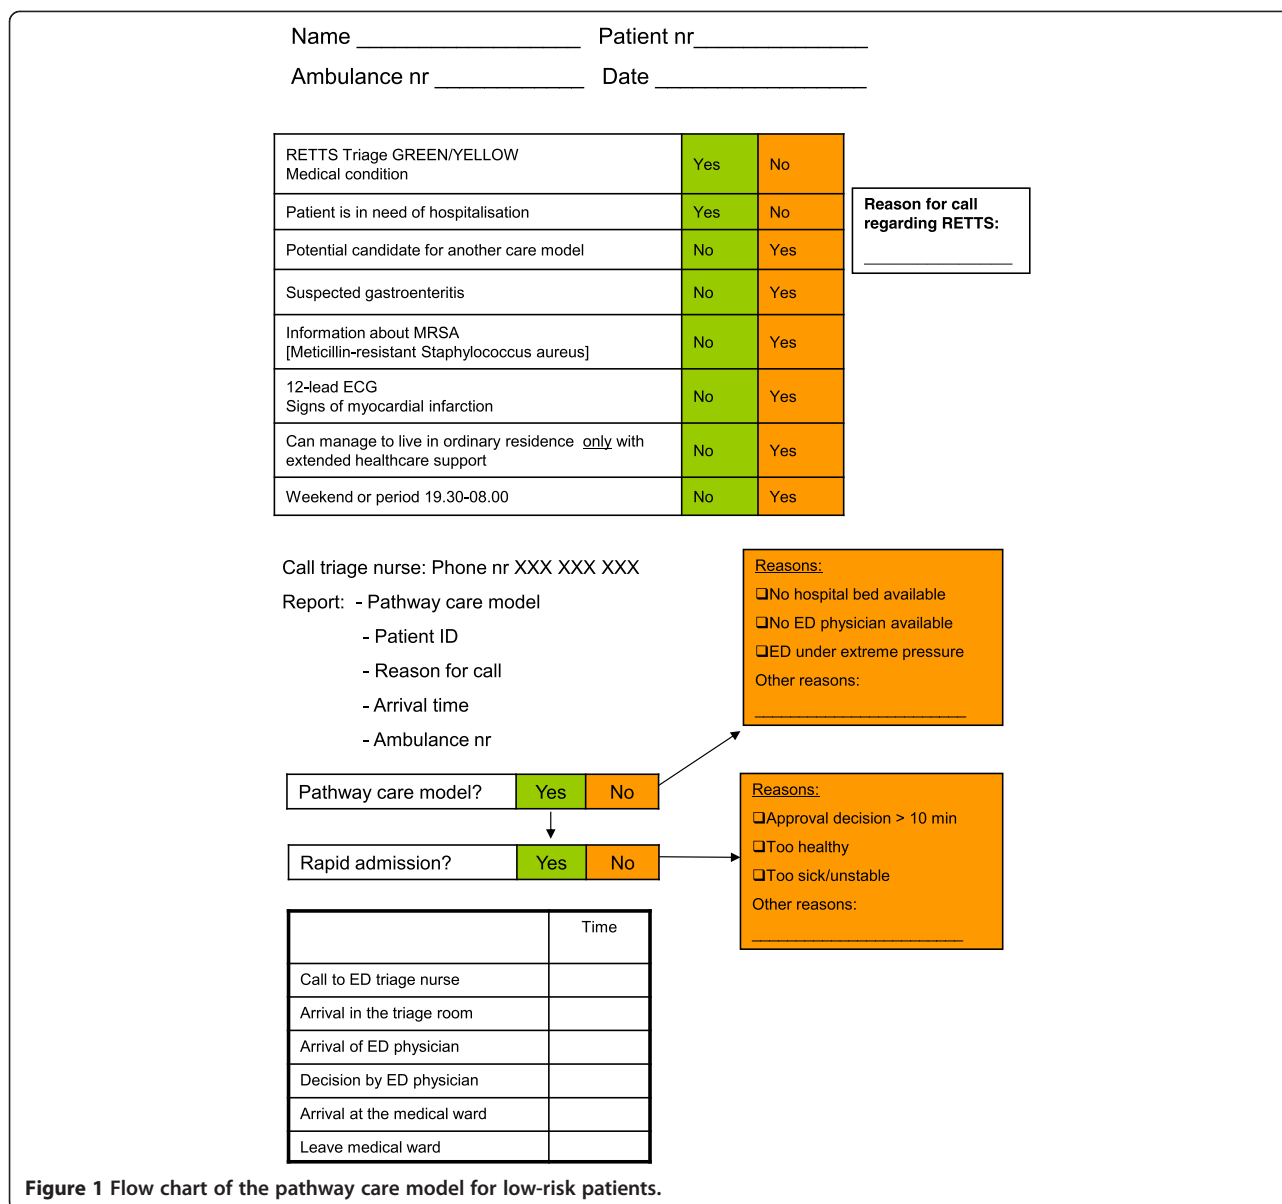 Name __________________ Patient nr______________
Ambulance nr ____________ Date _________________
RETTS Triage GREEN/YELLOW
Medical condition
Yes
No
Patient is in need of hospitalisation
Yes
No
Reason for call
regarding RETTS:
__________________
Potential candidate for another care model
No
Yes
Suspected gastroenteritis
No
Yes
Information about MRSA
[Meticillin-resistant Staphylococcus aureus]
No
Yes
12-lead ECG
Signs of myocardial infarction
No
Yes
Can manage to live in ordinary residence only with
extended healthcare support
No
Yes
Weekend or period 19.30-08.00
No
Yes
Call triage nurse: Phone nr XXX XXX XXX
Report: - Pathway care model
- Patient ID
- Reason for call
- Arrival time
- Ambulance nr
Reasons:
❑No hospital bed available
❑No ED physician available
❑ED under extreme pressure
Other reasons:
_________________________
Pathway care model?
Yes
No
Rapid admission?
Yes
No
Reasons:
❑Approval decision > 10 min
❑Too healthy
❑Too sick/unstable
Other reasons:
_________________________
Time
Call to ED triage nurse
Arrival in the triage room
Arrival of ED physician
Decision by ED physician
Arrival at the medical ward
Leave medical ward
Figure 1 Flow chart of the pathway care model for low-risk patients.